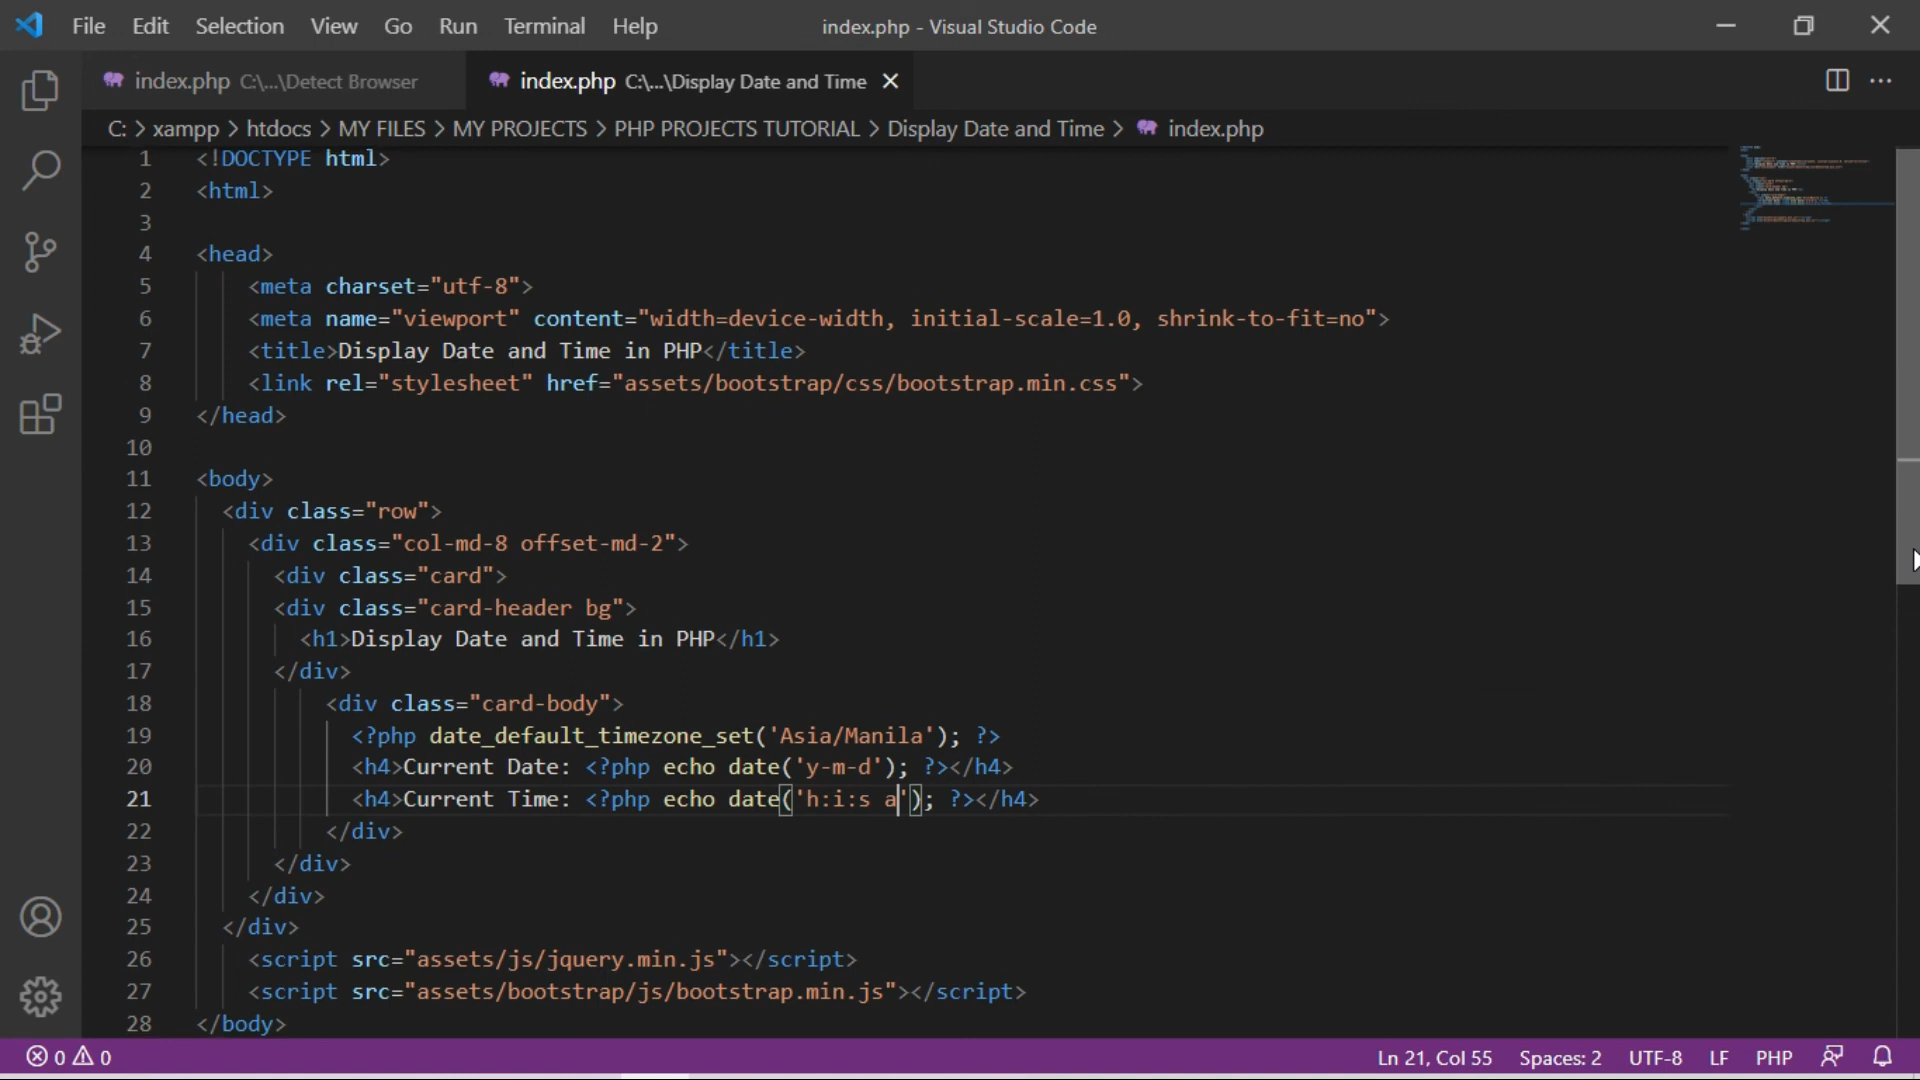 File Edit Selection View Go Run Terminal Help index.php - Visual Studio Code
index.php C:\...\Detect Browser index.php C:\...\Display Date and Time
C: > xampp > htdocs > MY FILES > MY PROJECTS > PHP PROJECTS TUTORIAL > Display Date and Time > index.php
1 <!DOCTYPE html>
2 <html>
3
4 <head>
5 <meta charset="utf-8">
6 <meta name="viewport" content="width=device-width, initial-scale=1.0, shrink-to-fit=no">
7 <title>Display Date and Time in PHP</title>
8 <link rel="stylesheet" href="assets/bootstrap/css/bootstrap.min.css">
9 </head>
10
11 <body>
12 <div class="row">
13 <div class="col-md-8 offset-md-2">
14 <div class="card">
15 <div class="card-header bg">
16 <h1>Display Date and Time in PHP</h1>
17 </div>
18 <div class="card-body">
19 <?php date_default_timezone_set('Asia/Manila'); ?>
20 <h4>Current Date: <?php echo date('y-m-d'); ?></h4>
21 <h4>Current Time: <?php echo date('h:i:s a'); ?></h4>
22 </div>
23 </div>
24 </div>
25 </div>
26 <script src="assets/js/jquery.min.js"></script>
27 <script src="assets/bootstrap/js/bootstrap.min.js"></script>
28 </body>
0 0 Ln 21, Col 55 Spaces: 2 UTF-8 LF PHP